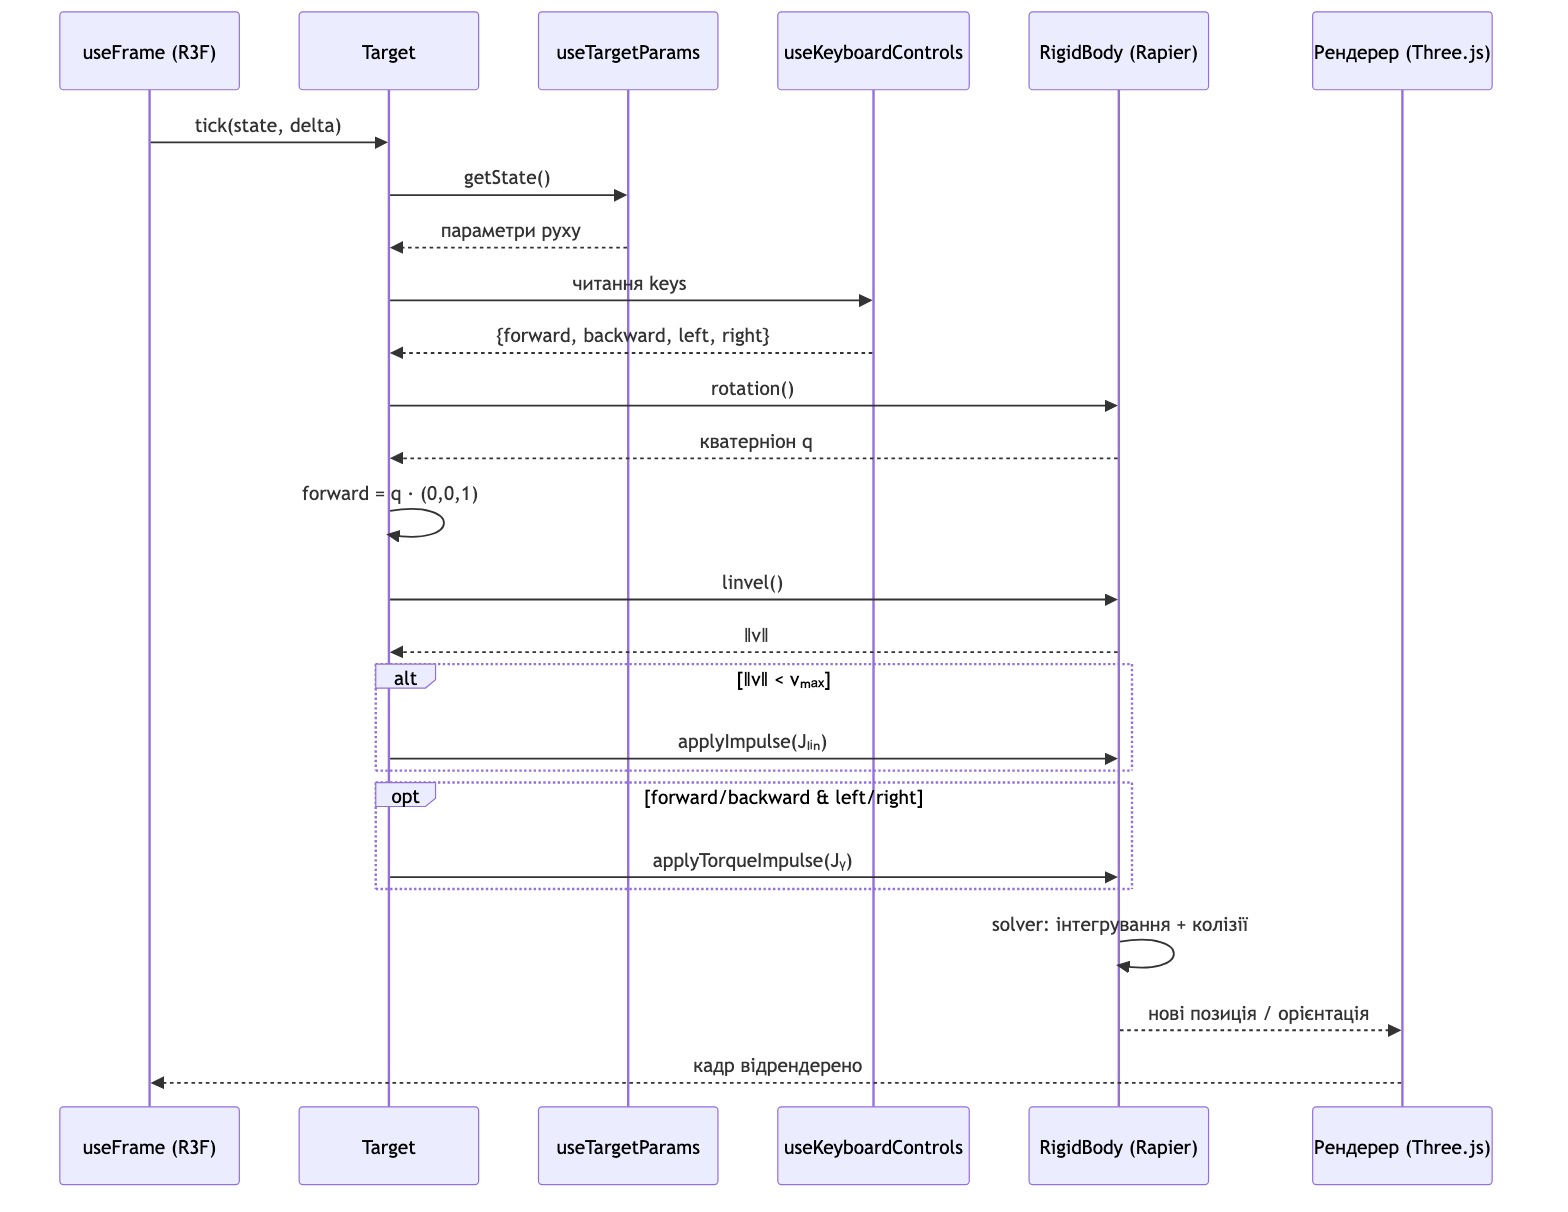 useFrame (R3F)
Target
useTargetParams
useKeyboardControls
RigidBody (Rapier)
Рендерер (Three.js)
tick(state, delta)
getState()
параметри руху
читання keys
{forward, backward, left, right}
rotation()
кватерніон q
forward = q · (0,0,1)
linvel()
‖v‖
alt
[‖v‖ < vₘₐₓ]
applyImpulse(Jₗᵢₙ)
opt
[forward/backward & left/right]
applyTorqueImpulse(Jᵧ)
solver: інтегрування + колізії
нові позиція / орієнтація
кадр відрендерено
useFrame (R3F)
Target
useTargetParams
useKeyboardControls
RigidBody (Rapier)
Рендерер (Three.js)